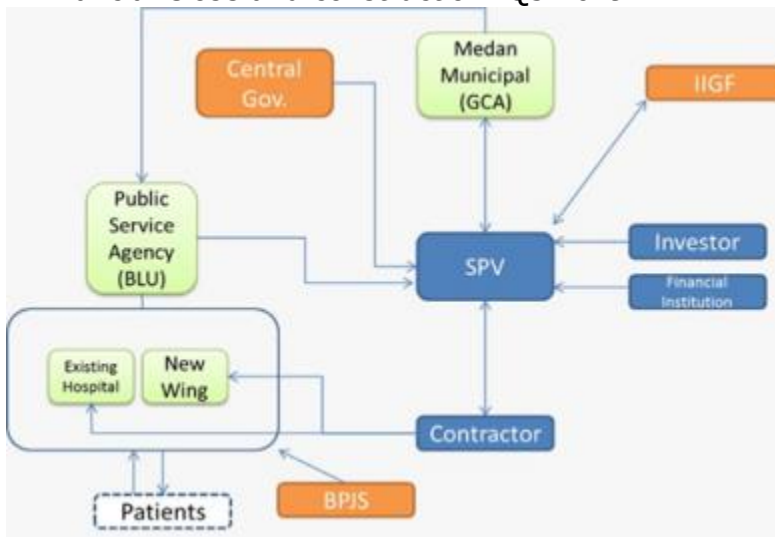 Central
Gov.
Medan
Municipal
(GCA)
IIGF
Public
Service
Agency
(BLU)
SPV
Investor
Financial
Institution
Existing
Hospital
New
Wing
Contractor
BPJS
Patients